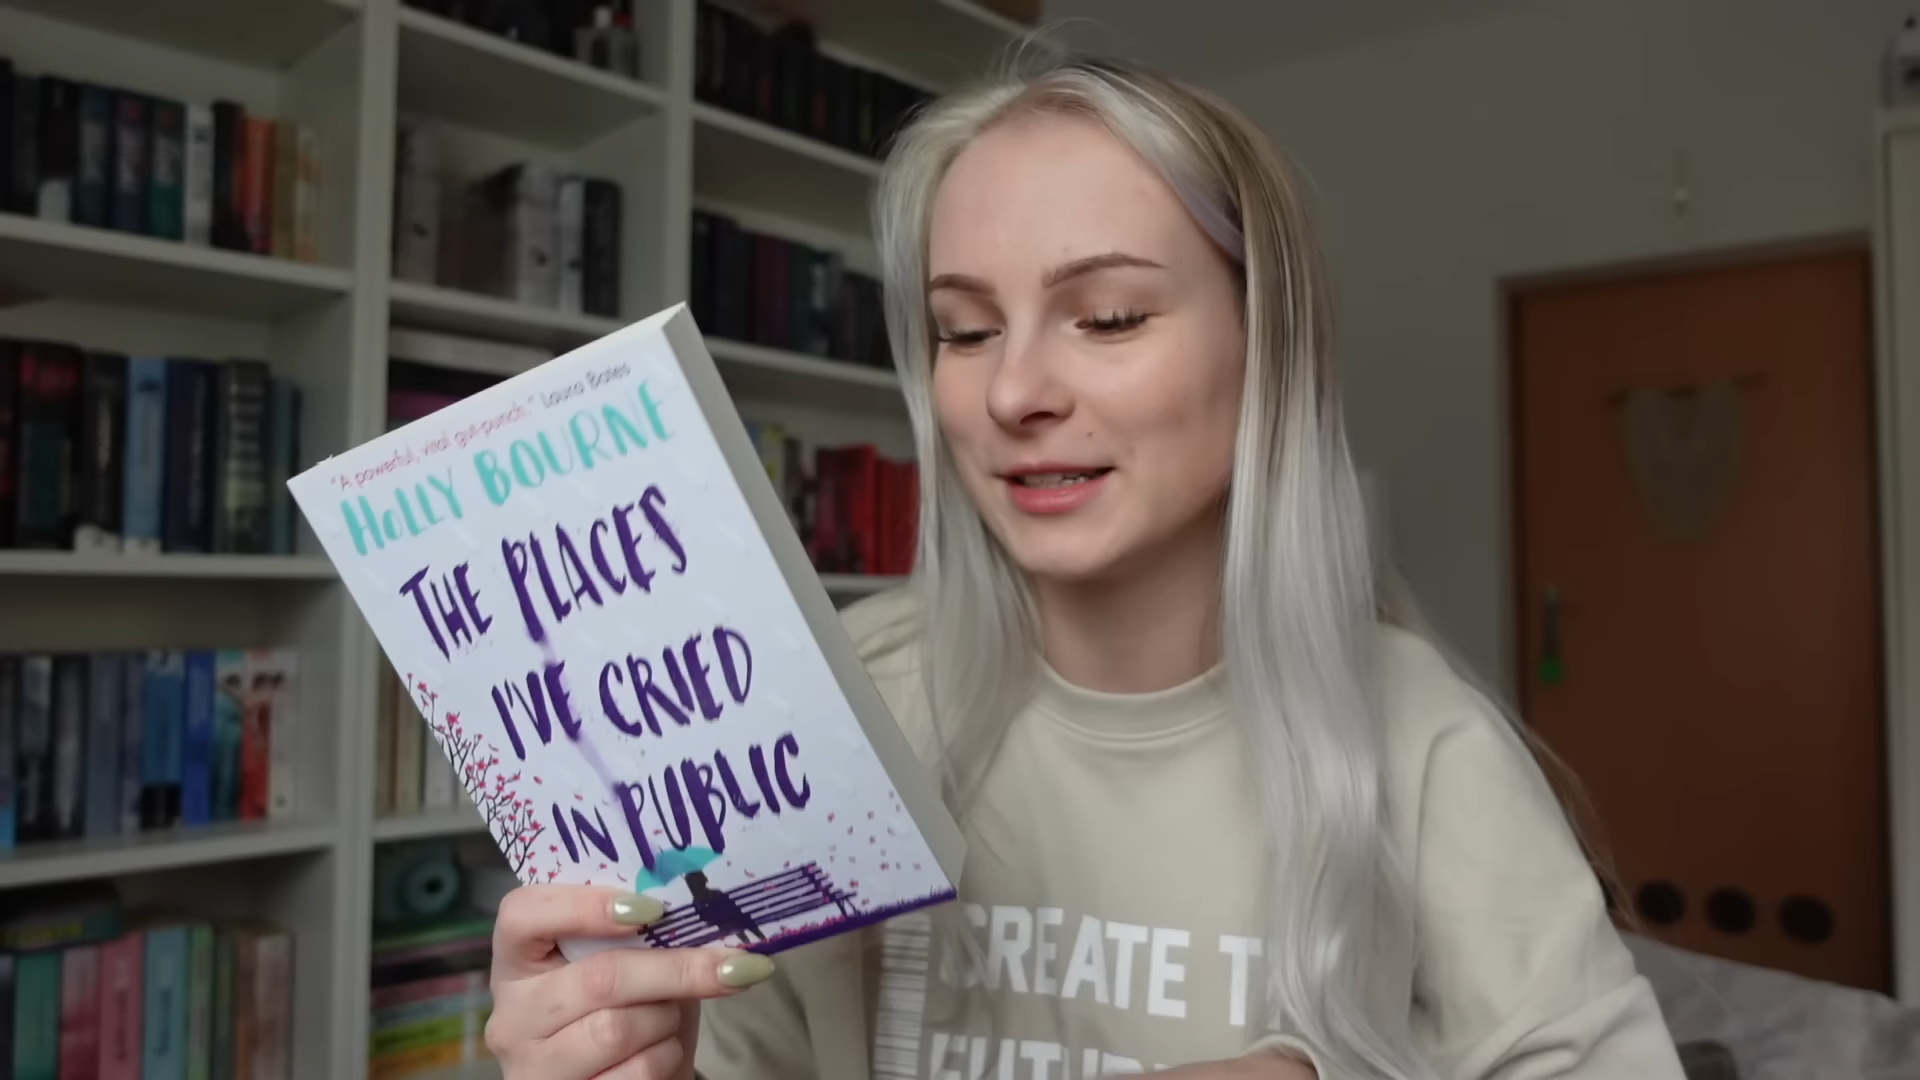 "A powerful, vital gut-punch." Laura Bates
HOLLY BOURNE
THE PLACES
I'VE CRIED
IN PUBLIC
CREATE